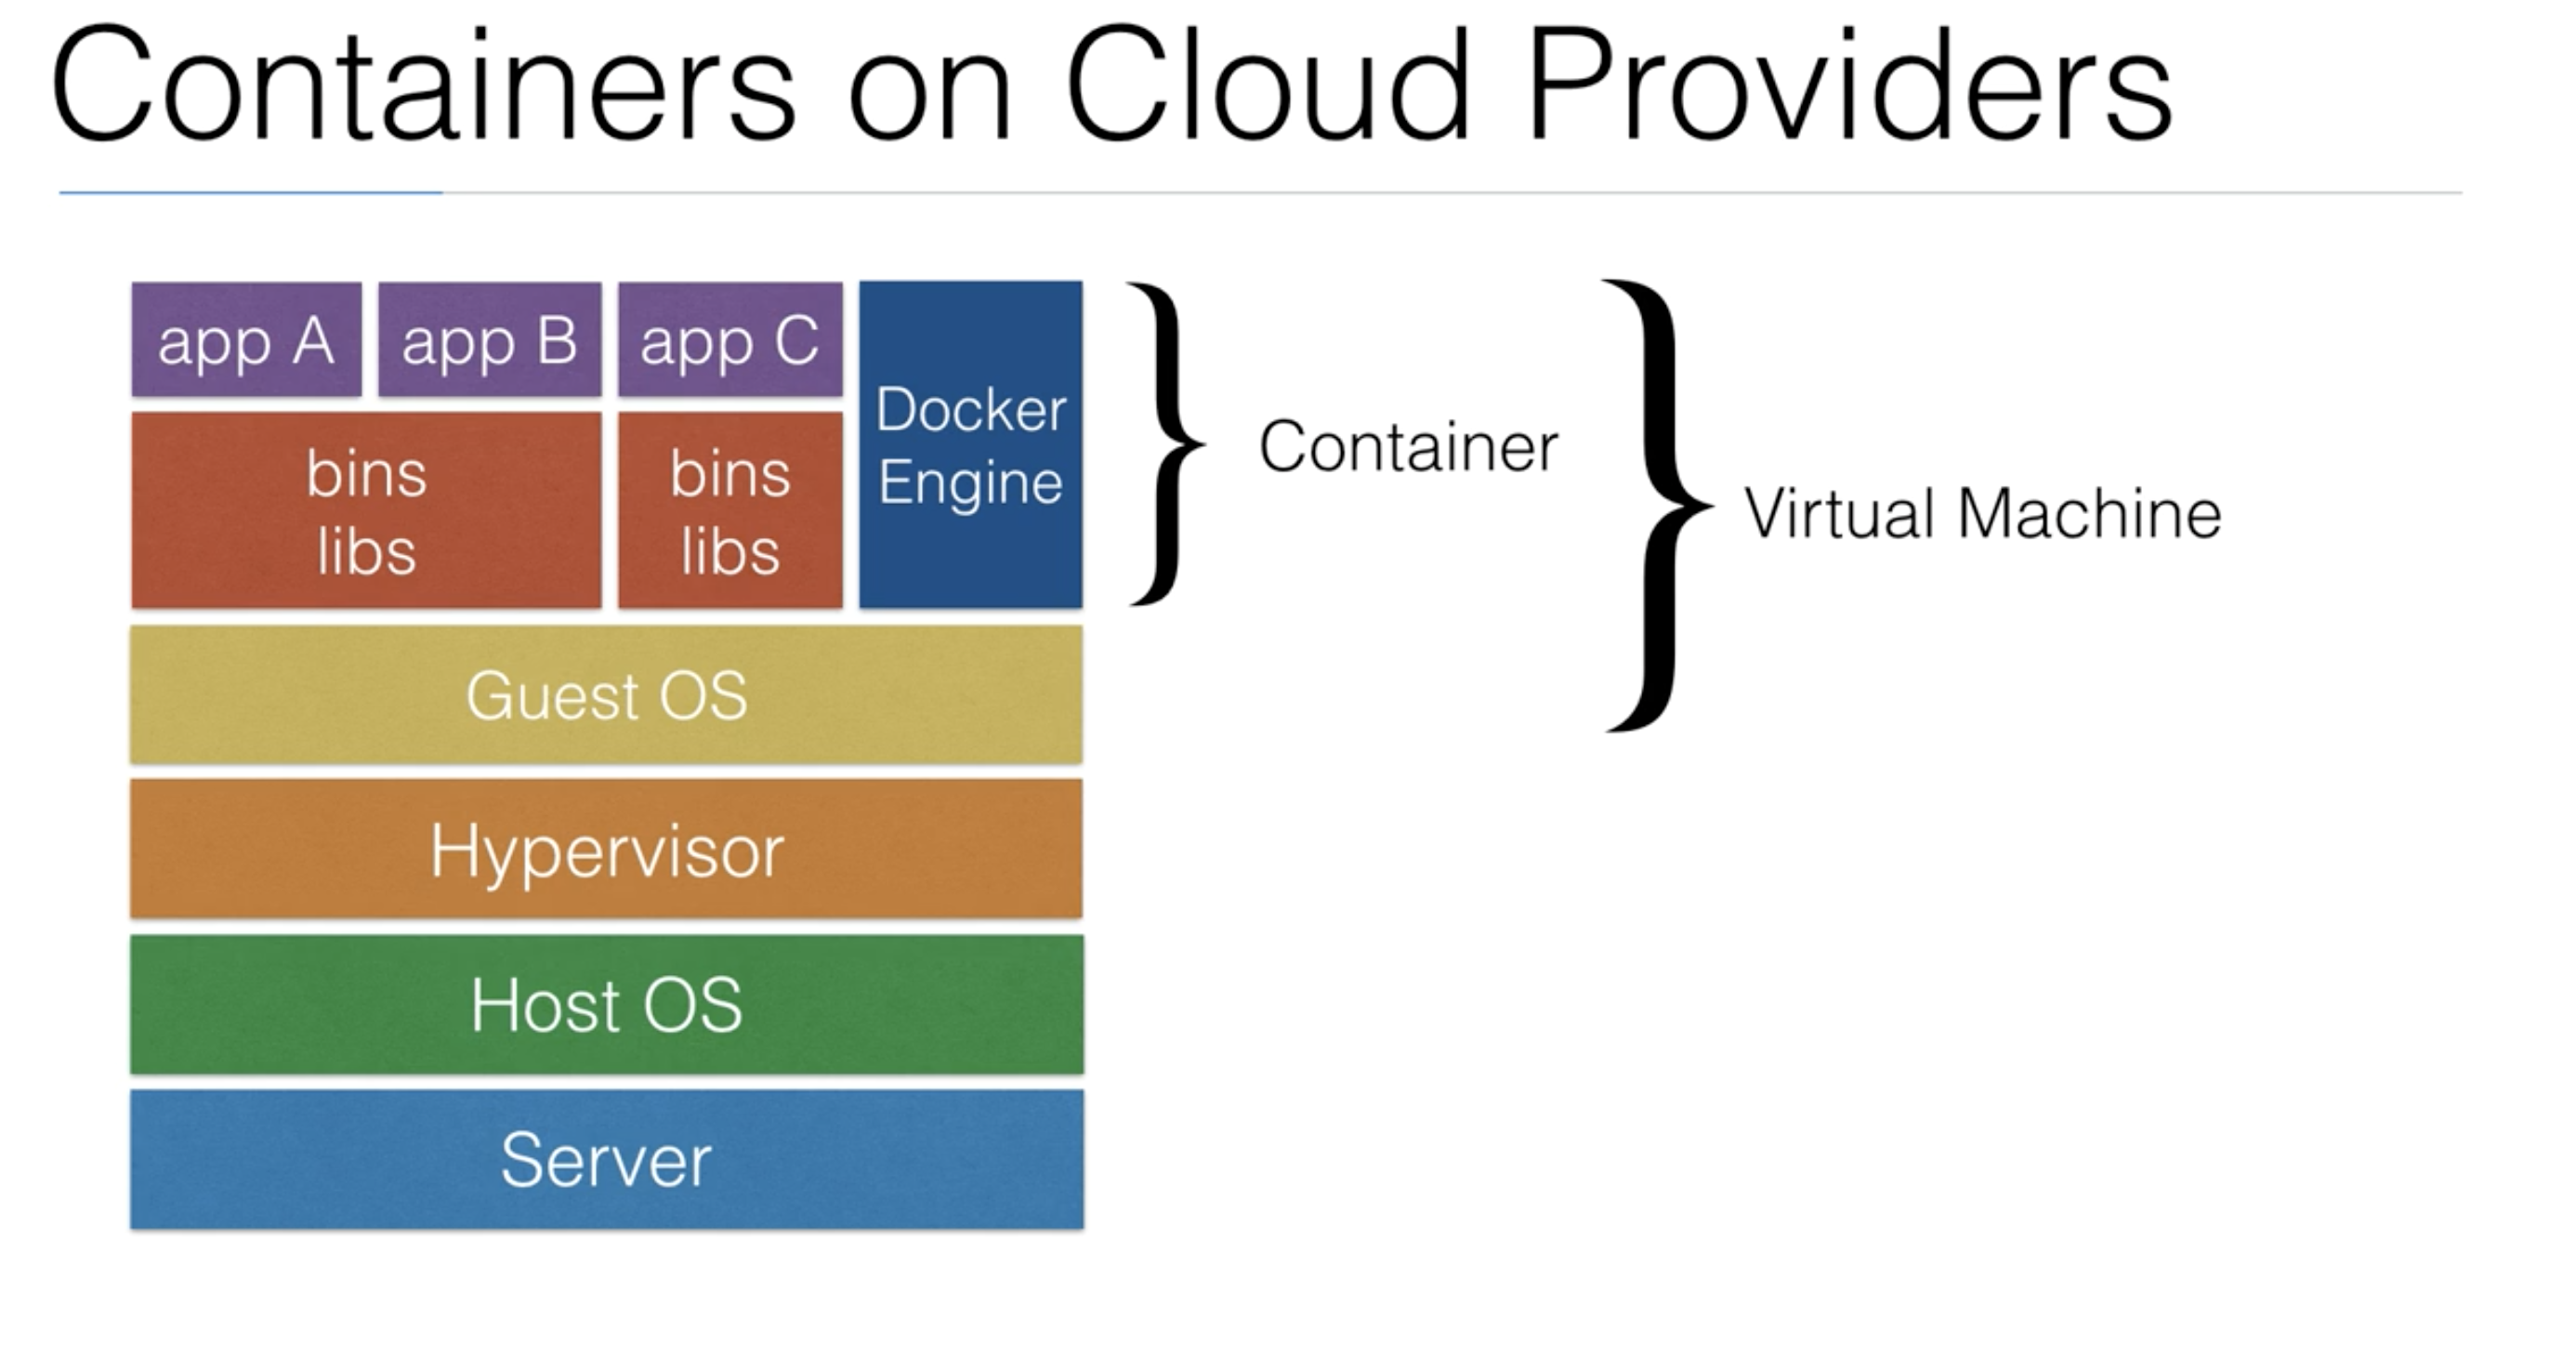 Containers on Cloud Providers
app A
app B
app C
Docker
Engine
bins
libs
bins
libs
Container
Virtual Machine
Guest OS
Hypervisor
Host OS
Server